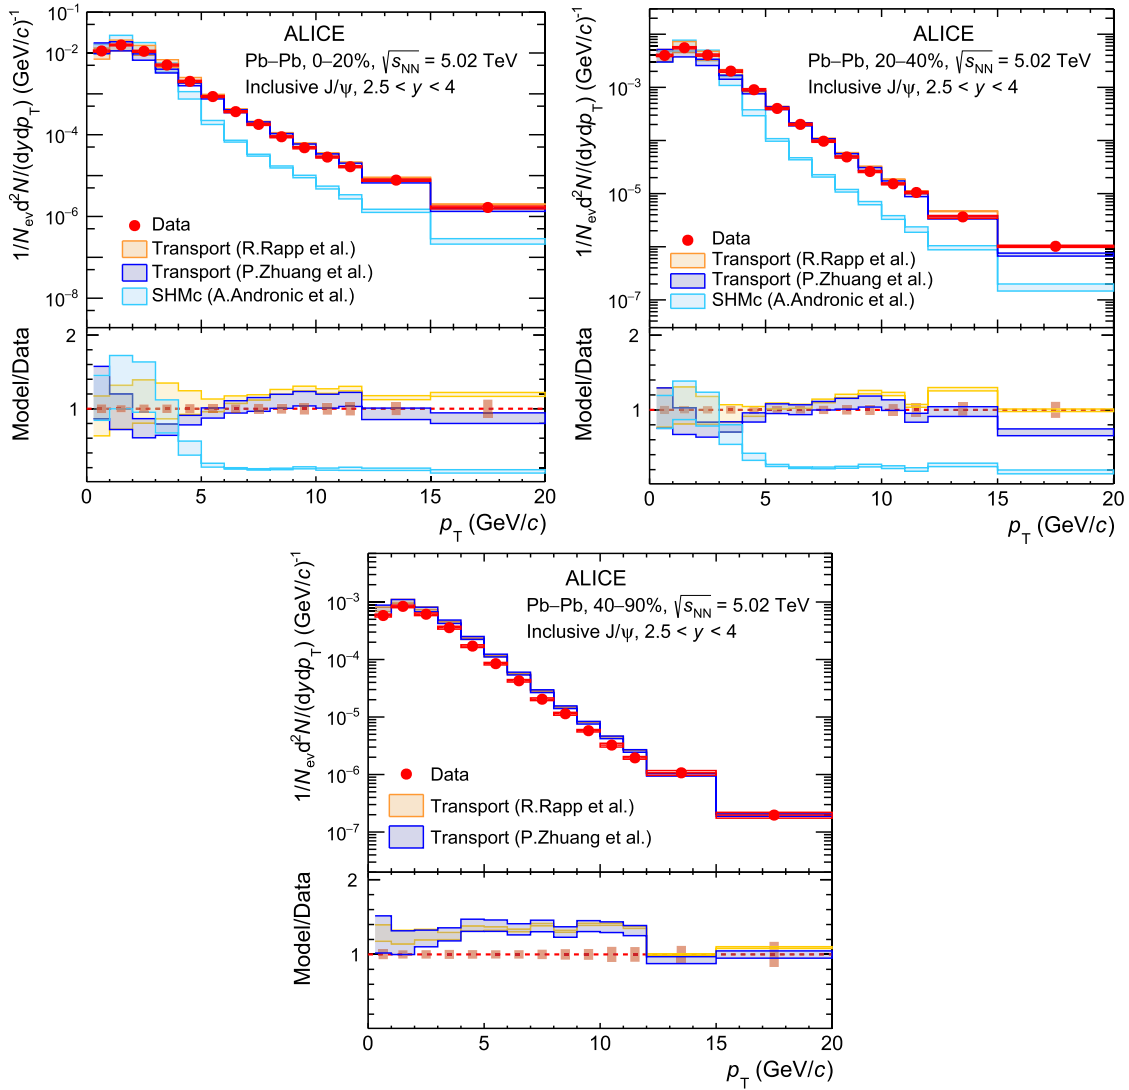 ALICE
Pb–Pb, 0–20%, √sNN = 5.02 TeV
Inclusive J/ψ, 2.5 < y < 4
1/Nev d²N/(dydpT) (GeV/c)⁻¹
10⁻¹
10⁻²
10⁻⁴
10⁻⁶
10⁻⁸
Data
Transport (R.Rapp et al.)
Transport (P.Zhuang et al.)
SHMc (A.Andronic et al.)
Model/Data
2
1
0 5 10 15 20
pT (GeV/c)
ALICE
Pb–Pb, 20–40%, √sNN = 5.02 TeV
Inclusive J/ψ, 2.5 < y < 4
1/Nev d²N/(dydpT) (GeV/c)⁻¹
10⁻³
10⁻⁵
10⁻⁷
Data
Transport (R.Rapp et al.)
Transport (P.Zhuang et al.)
SHMc (A.Andronic et al.)
Model/Data
2
1
0 5 10 15 20
pT (GeV/c)
ALICE
Pb–Pb, 40–90%, √sNN = 5.02 TeV
Inclusive J/ψ, 2.5 < y < 4
1/Nev d²N/(dydpT) (GeV/c)⁻¹
10⁻³
10⁻⁴
10⁻⁵
10⁻⁶
10⁻⁷
Data
Transport (R.Rapp et al.)
Transport (P.Zhuang et al.)
Model/Data
2
1
0 5 10 15 20
pT (GeV/c)